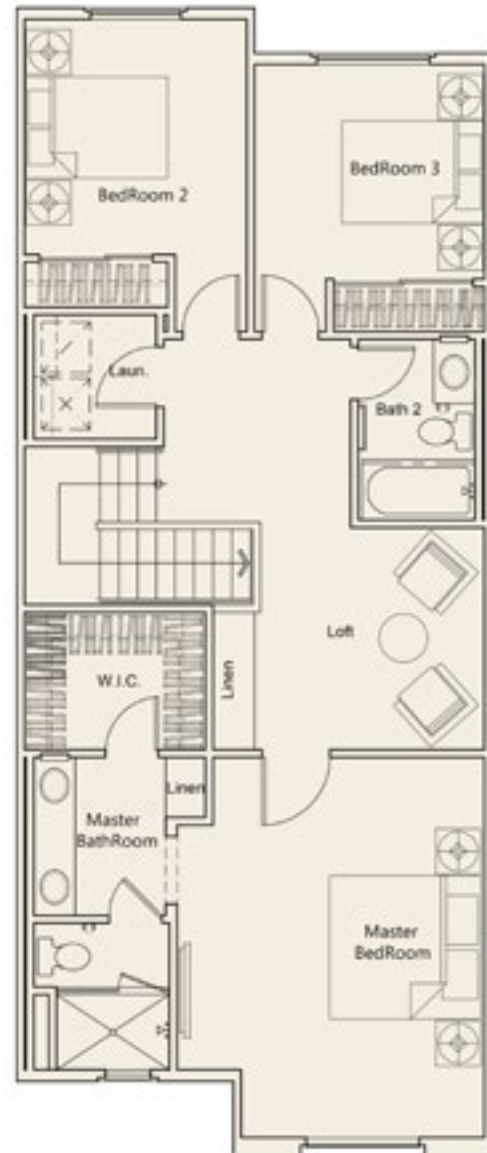 BedRoom 2
BedRoom 3
Laun.
Bath 2
Loft
Linen
W.I.C.
Linen
Master
BathRoom
Master
BedRoom